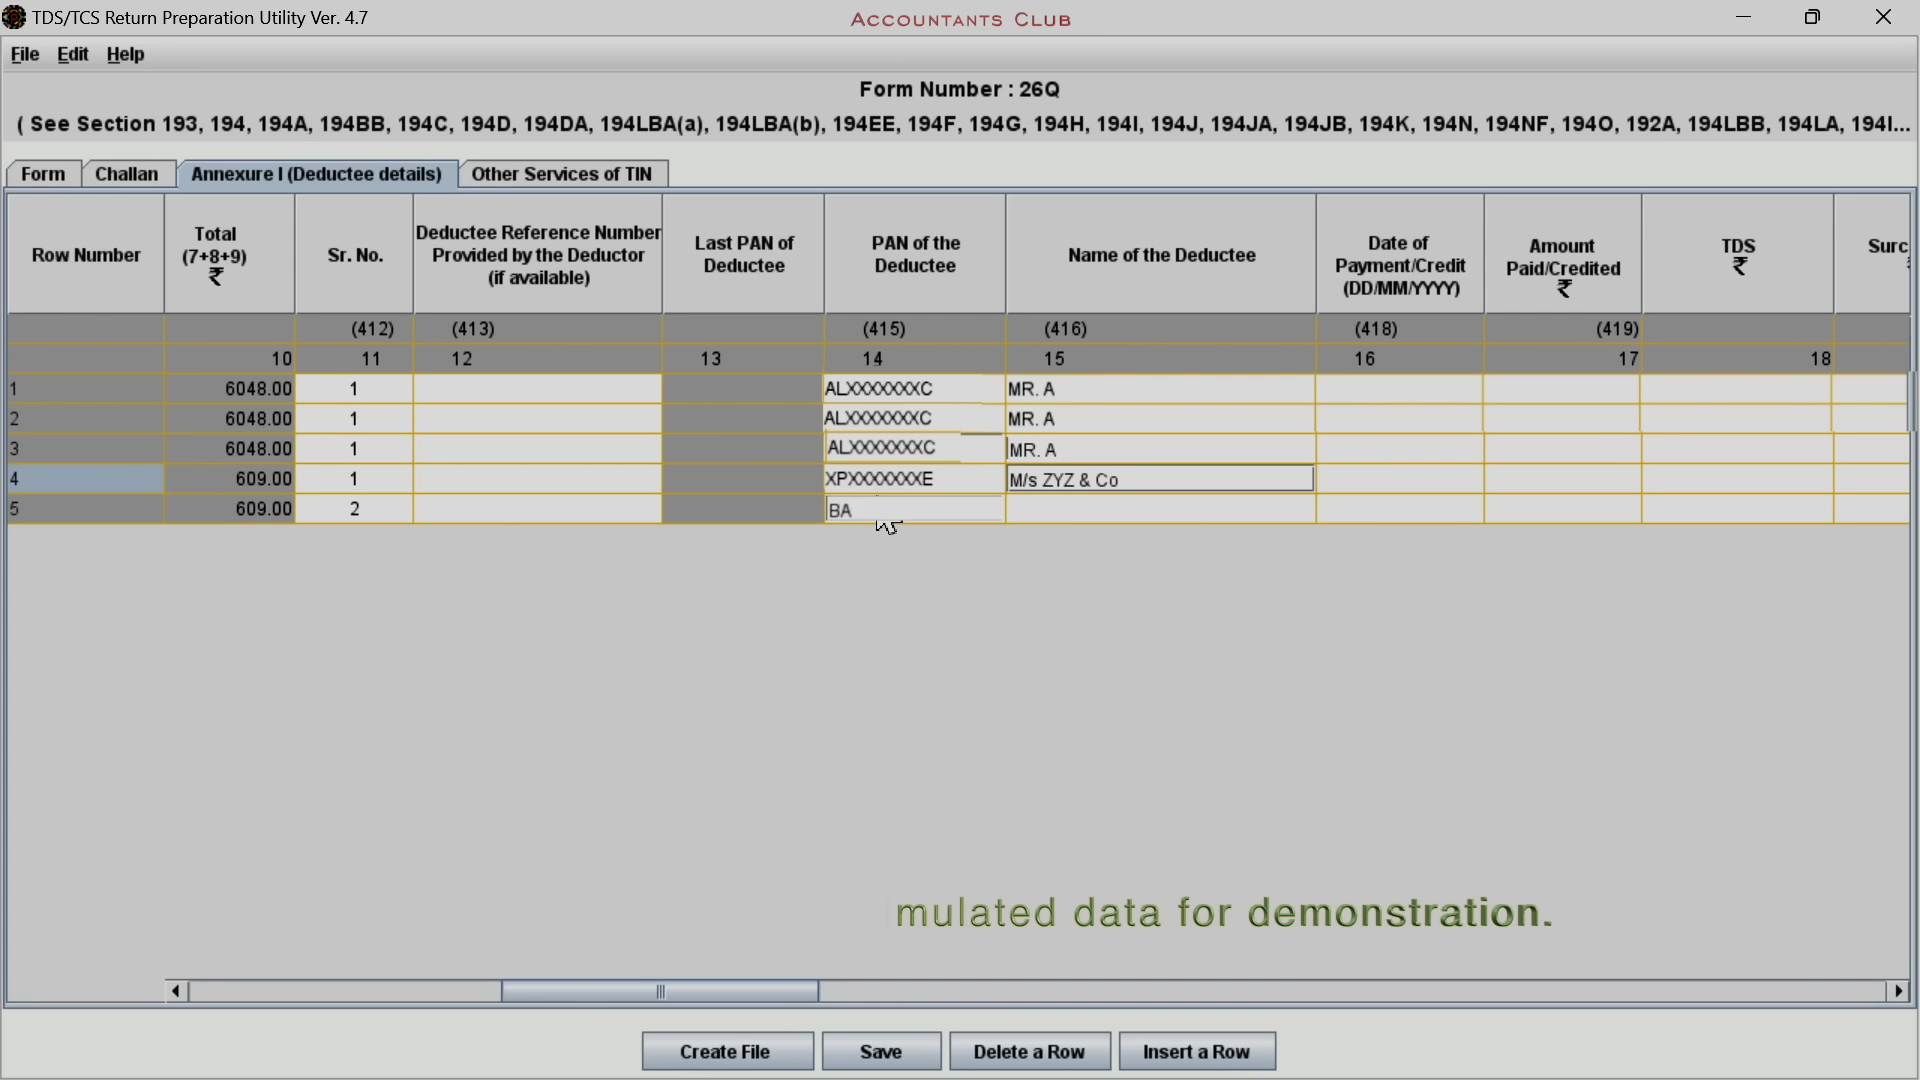 TDS/TCS Return Preparation Utility Ver. 4.7
Accountants Club
File Edit Help
Form Number : 26Q
( See Section 193, 194, 194A, 194BB, 194C, 194D, 194DA, 194LBA(a), 194LBA(b), 194EE, 194F, 194G, 194H, 194I, 194J, 194JA, 194JB, 194K, 194N, 194NF, 194O, 192A, 194LBB, 194LA, 194I...
Form Challan Annexure I (Deductee details) Other Services of TIN
Row Number
Total
(7+8+9)
₹
Sr. No.
Deductee Reference Number
Provided by the Deductor
(if available)
Last PAN of
Deductee
PAN of the
Deductee
Name of the Deductee
Date of
Payment/Credit
(DD/MM/YYYY)
Amount
Paid/Credited
₹
TDS
₹
Surc
(412) (413) (415) (416) (418) (419)
10 11 12 13 14 15 16 17 18
1 6048.00 1 ALXXXXXXXC MR. A
2 6048.00 1 ALXXXXXXXC MR. A
3 6048.00 1 ALXXXXXXXC MR. A
4 609.00 1 XPXXXXXXXE M/s ZYZ & Co
5 609.00 2 BA
mulated data for demonstration.
Create File Save Delete a Row Insert a Row